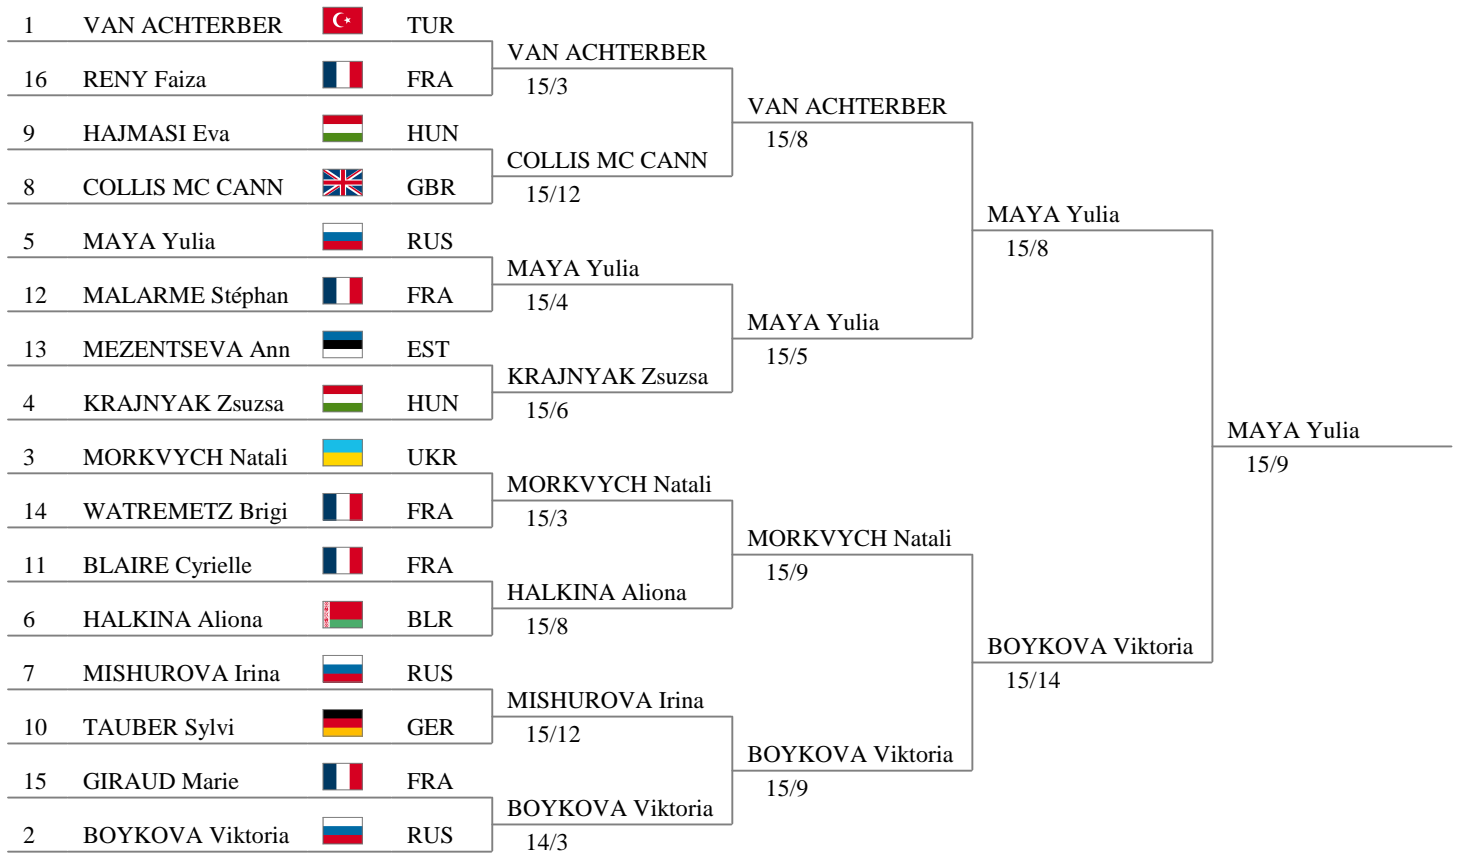 1 VAN ACHTERBER TUR
16 RENY Faiza FRA
9 HAJMASI Eva HUN
8 COLLIS MC CANN GBR
5 MAYA Yulia RUS
12 MALARME Stéphan FRA
13 MEZENTSEVA Ann EST
4 KRAJNYAK Zsuzsa HUN
3 MORKVYCH Natali UKR
14 WATREMETZ Brigi FRA
11 BLAIRE Cyrielle FRA
6 HALKINA Aliona BLR
7 MISHUROVA Irina RUS
10 TAUBER Sylvi GER
15 GIRAUD Marie FRA
2 BOYKOVA Viktoria RUS
VAN ACHTERBER
15/3
COLLIS MC CANN
15/12
MAYA Yulia
15/4
KRAJNYAK Zsuzsa
15/6
MORKVYCH Natali
15/3
HALKINA Aliona
15/8
MISHUROVA Irina
15/12
BOYKOVA Viktoria
14/3
VAN ACHTERBER
15/8
MAYA Yulia
15/5
MORKVYCH Natali
15/9
BOYKOVA Viktoria
15/9
MAYA Yulia
15/8
BOYKOVA Viktoria
15/14
MAYA Yulia
15/9